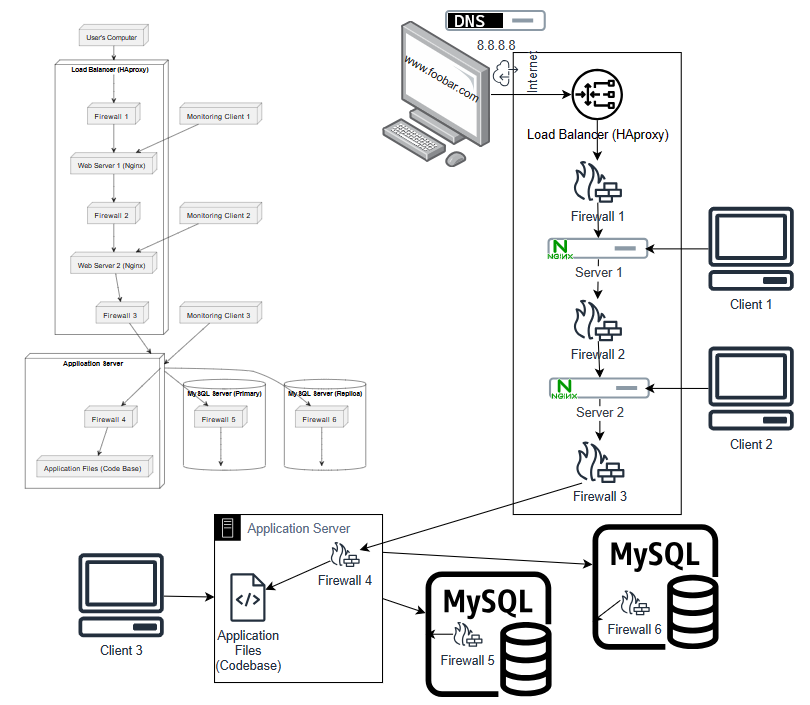 User's Computer
Load Balancer (HAproxy)
Firewall 1
Monitoring Client 1
Web Server 1 (Nginx)
Firewall 2
Monitoring Client 2
Web Server 2 (Nginx)
Firewall 3
Monitoring Client 3
Application Server
MySQL Server (Primary)
MySQL Server (Replica)
Firewall 4
Firewall 5
Firewall 6
Application Files (Code Base)
DNS
8.8.8.8
www.foobar.com
Internet
Load Balancer (HAproxy)
Firewall 1
NGINX
Server 1
Client 1
Firewall 2
NGINX
Server 2
Client 2
Firewall 3
Application Server
Firewall 4
Application
Files
(Codebase)
Client 3
MySQL
Firewall 5
MySQL
Firewall 6